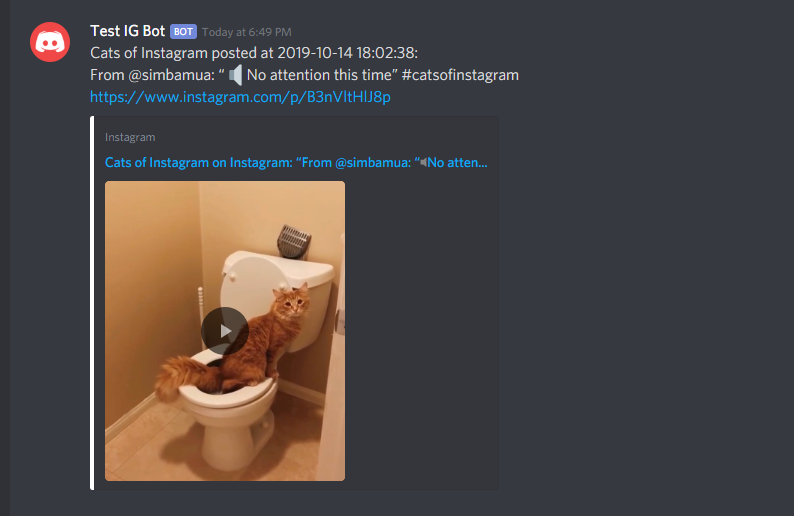 Test IG Bot BOT Today at 6:49 PM
Cats of Instagram posted at 2019-10-14 18:02:38:
From @simbamua: “🔈No attention this time” #catsofinstagram
https://www.instagram.com/p/B3nVltHlJ8p
Instagram
Cats of Instagram on Instagram: “From @simbamua: “🔈No atten...